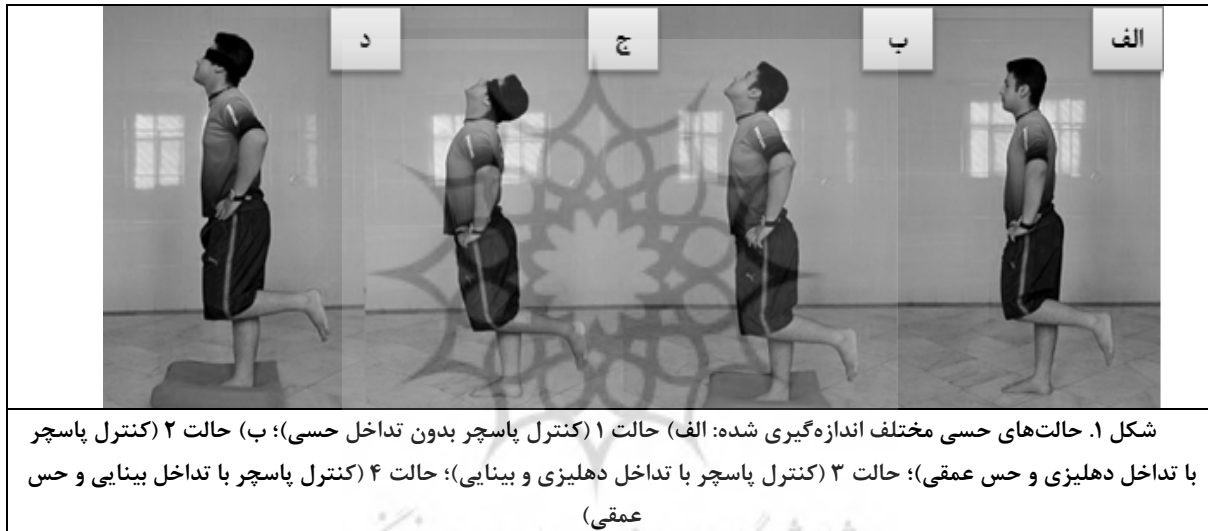 الف
ب
ج
د
شکل ۱. حالت‌های حسی مختلف اندازه‌گیری شده: الف) حالت ۱ (کنترل پاسچر بدون تداخل حسی)؛ ب) حالت ۲ (کنترل پاسچر
با تداخل دهلیزی و حس عمقی)؛ حالت ۳ (کنترل پاسچر با تداخل دهلیزی و بینایی)؛ حالت ۴ (کنترل پاسچر با تداخل بینایی و حس
عمقی)